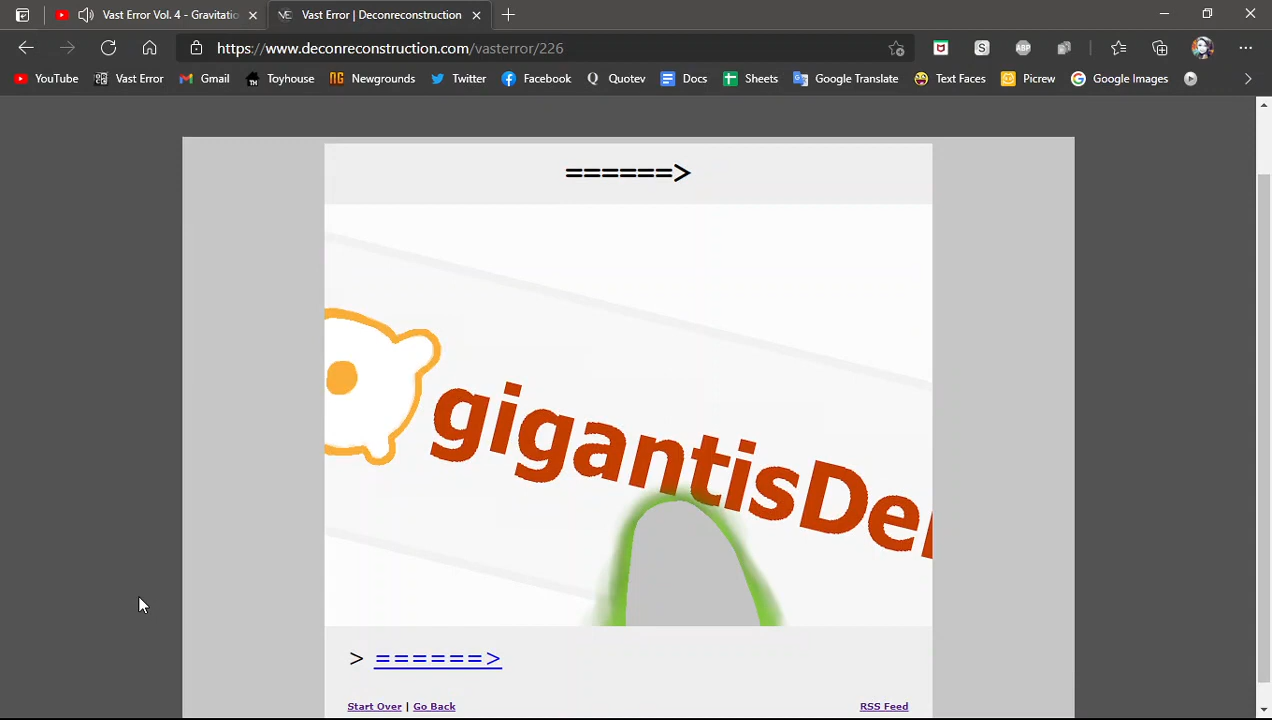 Vast Error Vol. 4 - Gravitatio
Vast Error | Deconreconstruction
https://www.deconreconstruction.com/vasterror/226
YouTube Vast Error Gmail Toyhouse Newgrounds Twitter Facebook Quotev Docs Sheets Google Translate Text Faces Picrew Google Images
======>
gigantisDe
> ======>
Start Over | Go Back RSS Feed